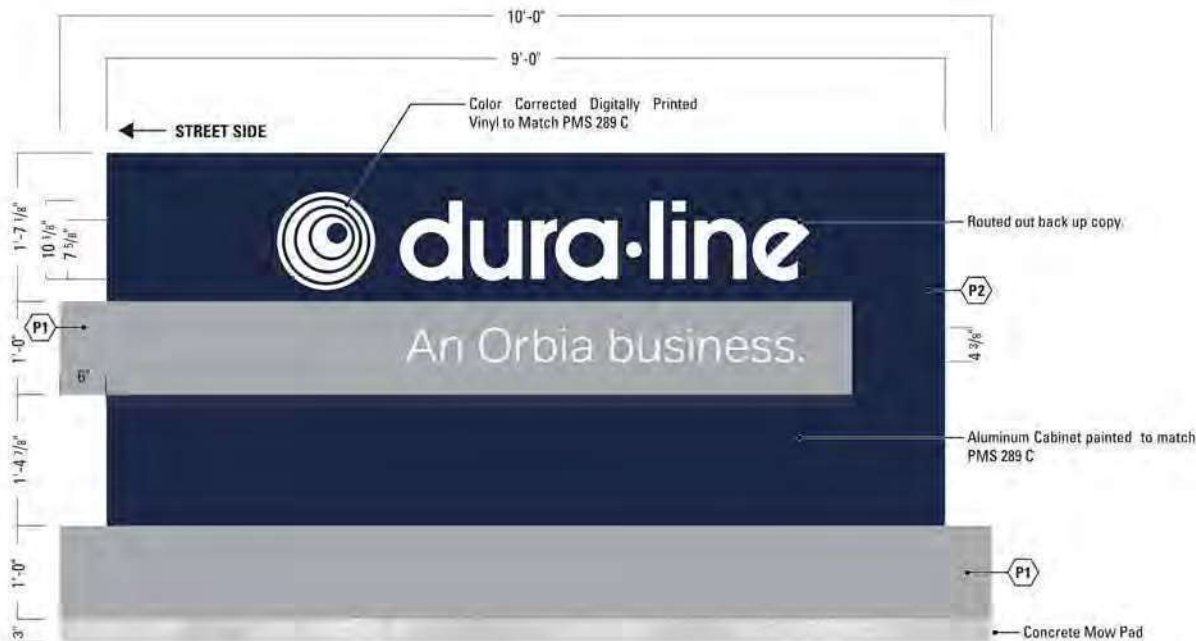 10'-0"
9'-0"
Color Corrected Digitally Printed
Vinyl to Match PMS 289 C
STREET SIDE
1'-7 1/8"
10 1/8"
7 5/8"
dura·line
Routed out back up copy.
P2
P1
1'-0"
6"
An Orbia business.
4 3/8"
1'-4 7/8"
Aluminum Cabinet painted to match
PMS 289 C
1'-0"
P1
3"
Concrete Mow Pad